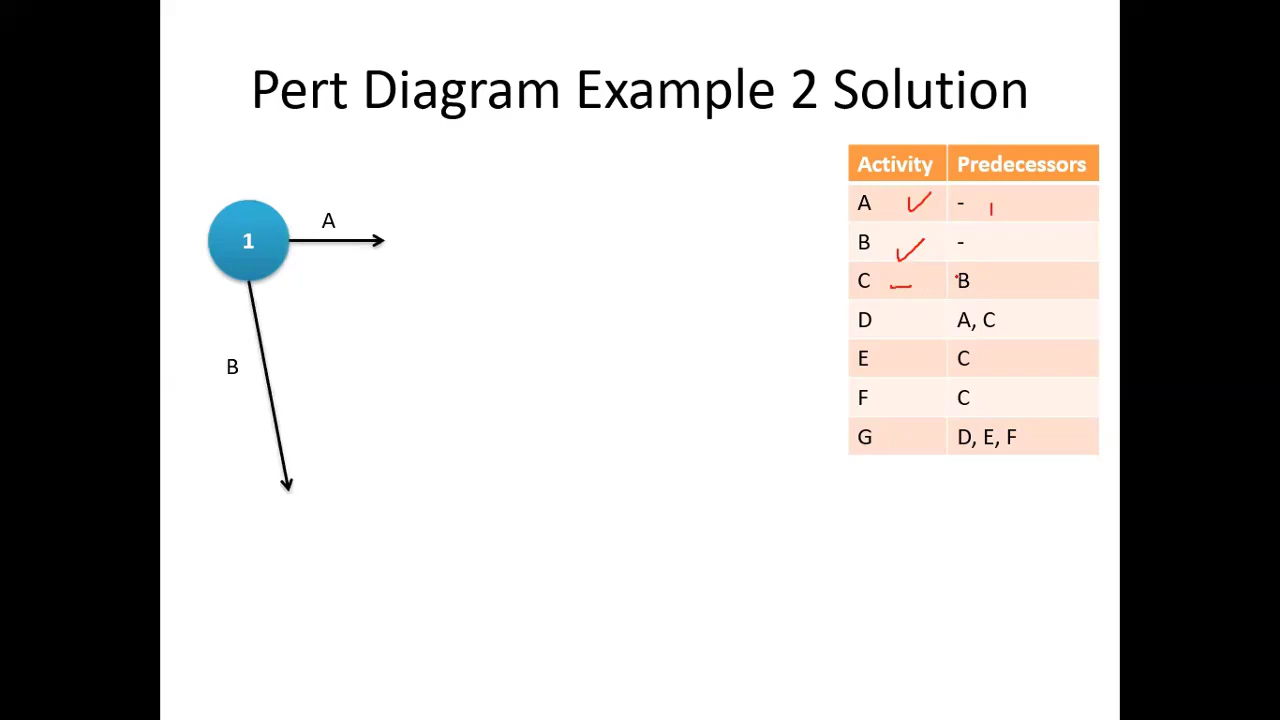 Pert Diagram Example 2 Solution
Activity Predecessors
A -
B -
C B
D A, C
E C
F C
G D, E, F
1
A
B